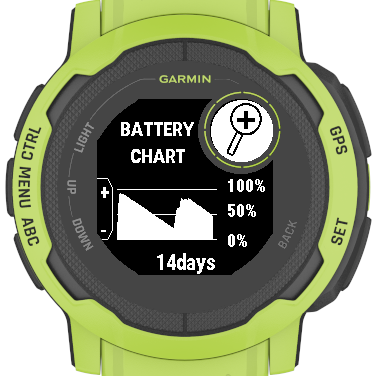 GARMIN
CTRL
MENU
ABC
LIGHT
UP
DOWN
GPS
SET
BACK
BATTERY
CHART
100%
50%
0%
+
-
14days